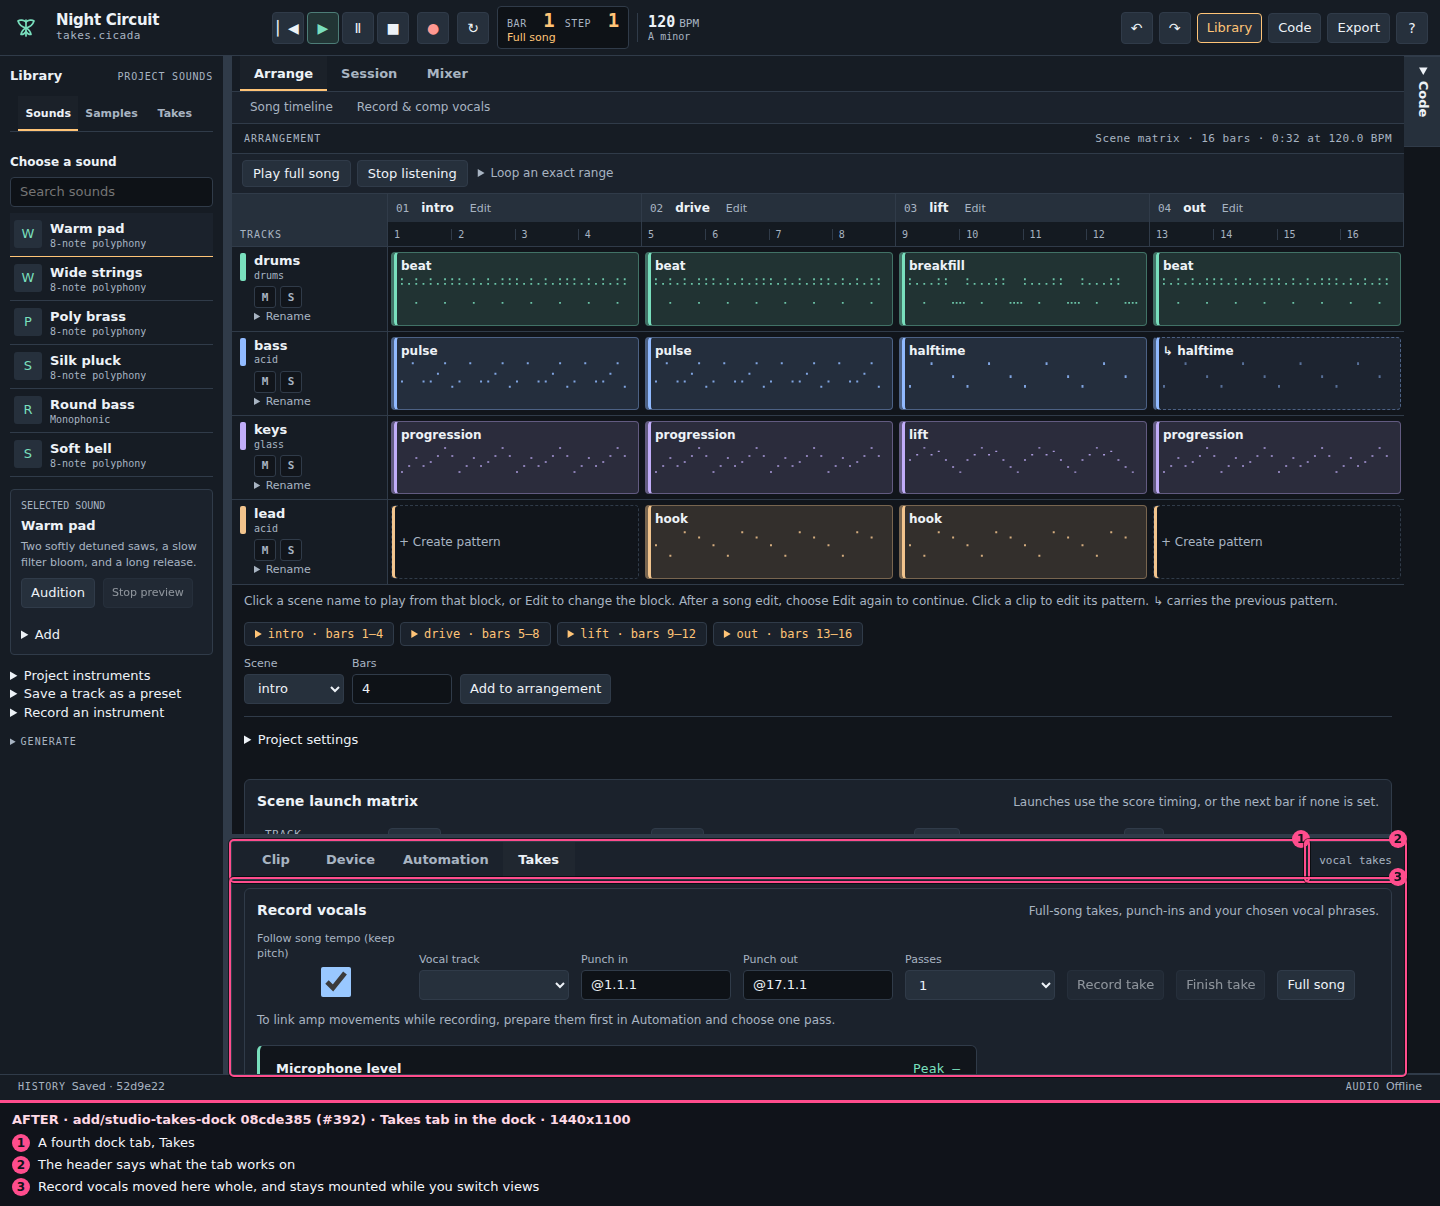 Night Circuit
takes.cicada
BAR 1 STEP 1
Full song
120 BPM
A minor
Library
Code
Export
?
Library PROJECT SOUNDS
Sounds Samples Takes
Choose a sound
Search sounds
W Warm pad
8-note polyphony
W Wide strings
8-note polyphony
P Poly brass
8-note polyphony
S Silk pluck
8-note polyphony
R Round bass
Monophonic
S Soft bell
8-note polyphony
SELECTED SOUND
Warm pad
Two softly detuned saws, a slow
filter bloom, and a long release.
Audition Stop preview
▶ Add
▶ Project instruments
▶ Save a track as a preset
▶ Record an instrument
▶ GENERATE
Arrange Session Mixer
Song timeline Record & comp vocals
ARRANGEMENT Scene matrix · 16 bars · 0:32 at 120.0 BPM
Play full song Stop listening ▶ Loop an exact range
01 intro Edit 02 drive Edit 03 lift Edit 04 out Edit
TRACKS 1 2 3 4 5 6 7 8 9 10 11 12 13 14 15 16
drums
drums
M S
▶ Rename
beat beat breakfill beat
bass
acid
M S
▶ Rename
pulse pulse halftime ↳ halftime
keys
glass
M S
▶ Rename
progression progression lift progression
lead
acid
M S
▶ Rename
+ Create pattern hook hook + Create pattern
Click a scene name to play from that block, or Edit to change the block. After a song edit, choose Edit again to continue. Click a clip to edit its pattern. ↳ carries the previous pattern.
▶ intro · bars 1–4 ▶ drive · bars 5–8 ▶ lift · bars 9–12 ▶ out · bars 13–16
Scene Bars
intro 4 Add to arrangement
▶ Project settings
Scene launch matrix Launches use the score timing, or the next bar if none is set.
TRACK
1 2
Clip Device Automation Takes vocal takes
3
Record vocals Full-song takes, punch-ins and your chosen vocal phrases.
Follow song tempo (keep
pitch)
Vocal track Punch in Punch out Passes
@1.1.1 @17.1.1 1 Record take Finish take Full song
To link amp movements while recording, prepare them first in Automation and choose one pass.
Microphone level Peak —
▼ Code
HISTORY Saved · 52d9e22 AUDIO Offline
AFTER · add/studio-takes-dock 08cde385 (#392) · Takes tab in the dock · 1440x1100
1 A fourth dock tab, Takes
2 The header says what the tab works on
3 Record vocals moved here whole, and stays mounted while you switch views